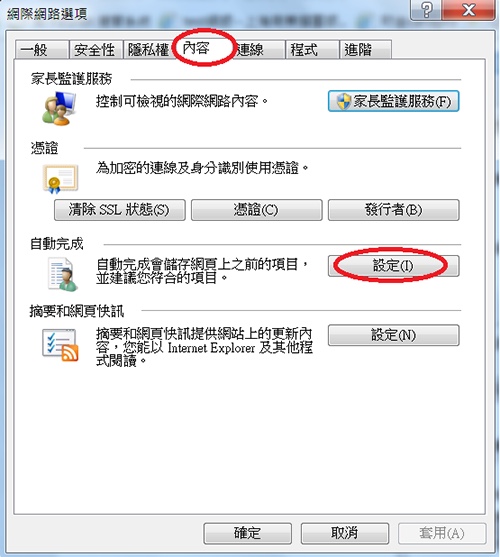 網際網路選項
一般 安全性 隱私權 內容 連線 程式 進階
家長監護服務
控制可檢視的網際網路內容。
家長監護服務(F)
憑證
為加密的連線及身分識別使用憑證。
清除 SSL 狀態(S) 憑證(C) 發行者(B)
自動完成
自動完成會儲存網頁上之前的項目，
並建議您符合的項目。
設定(I)
摘要和網頁快訊
摘要和網頁快訊提供網站上的更新內
容，您能以 Internet Explorer 及其他程
式閱讀。
設定(N)
確定 取消 套用(A)